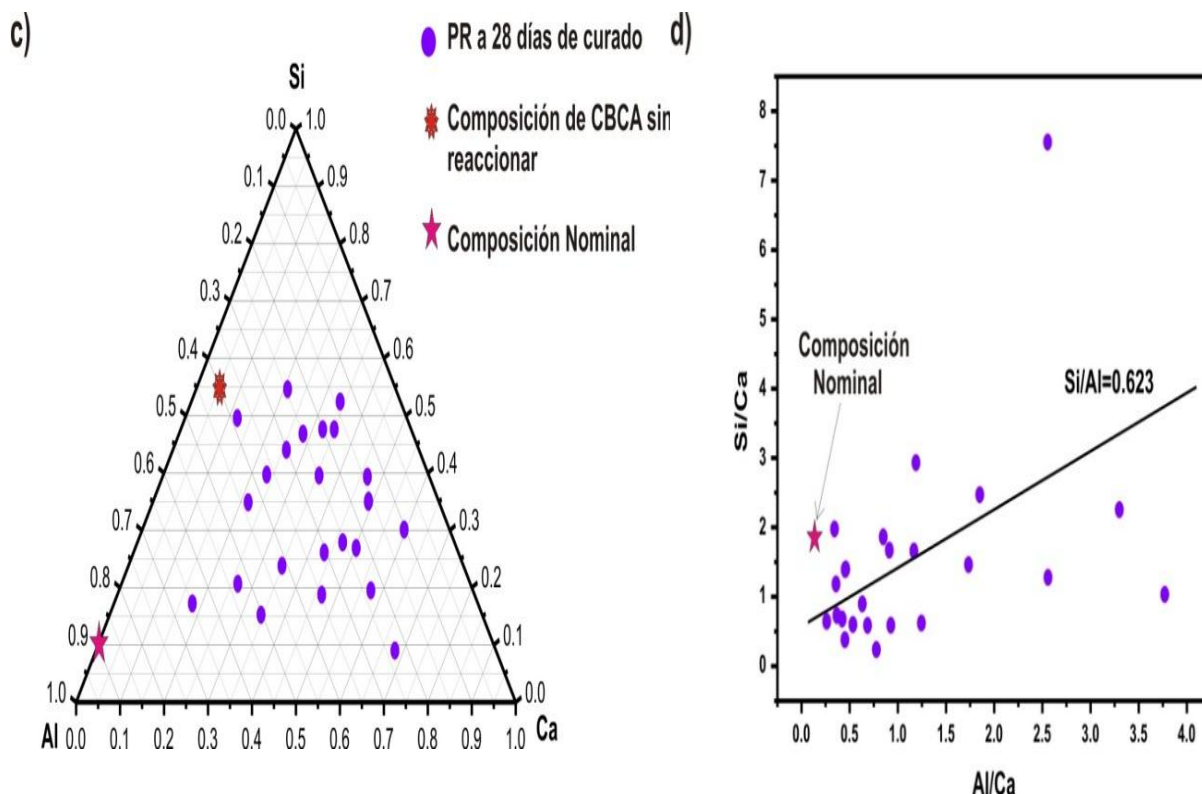 c)
PR a 28 días de curado
Composición de CBCA sin
reaccionar
Composición Nominal
Si
0.0 1.0
0.1 0.9
0.2 0.8
0.3 0.7
0.4 0.6
0.5 0.5
0.6 0.4
0.7 0.3
0.8 0.2
0.9 0.1
1.0 0.0
Al Ca
0.0 0.1 0.2 0.3 0.4 0.5 0.6 0.7 0.8 0.9 1.0
d)
8
7
6
5
4
3
2
1
0
Si/Ca
Composición
Nominal
Si/Al=0.623
0.0 0.5 1.0 1.5 2.0 2.5 3.0 3.5 4.0
Al/Ca